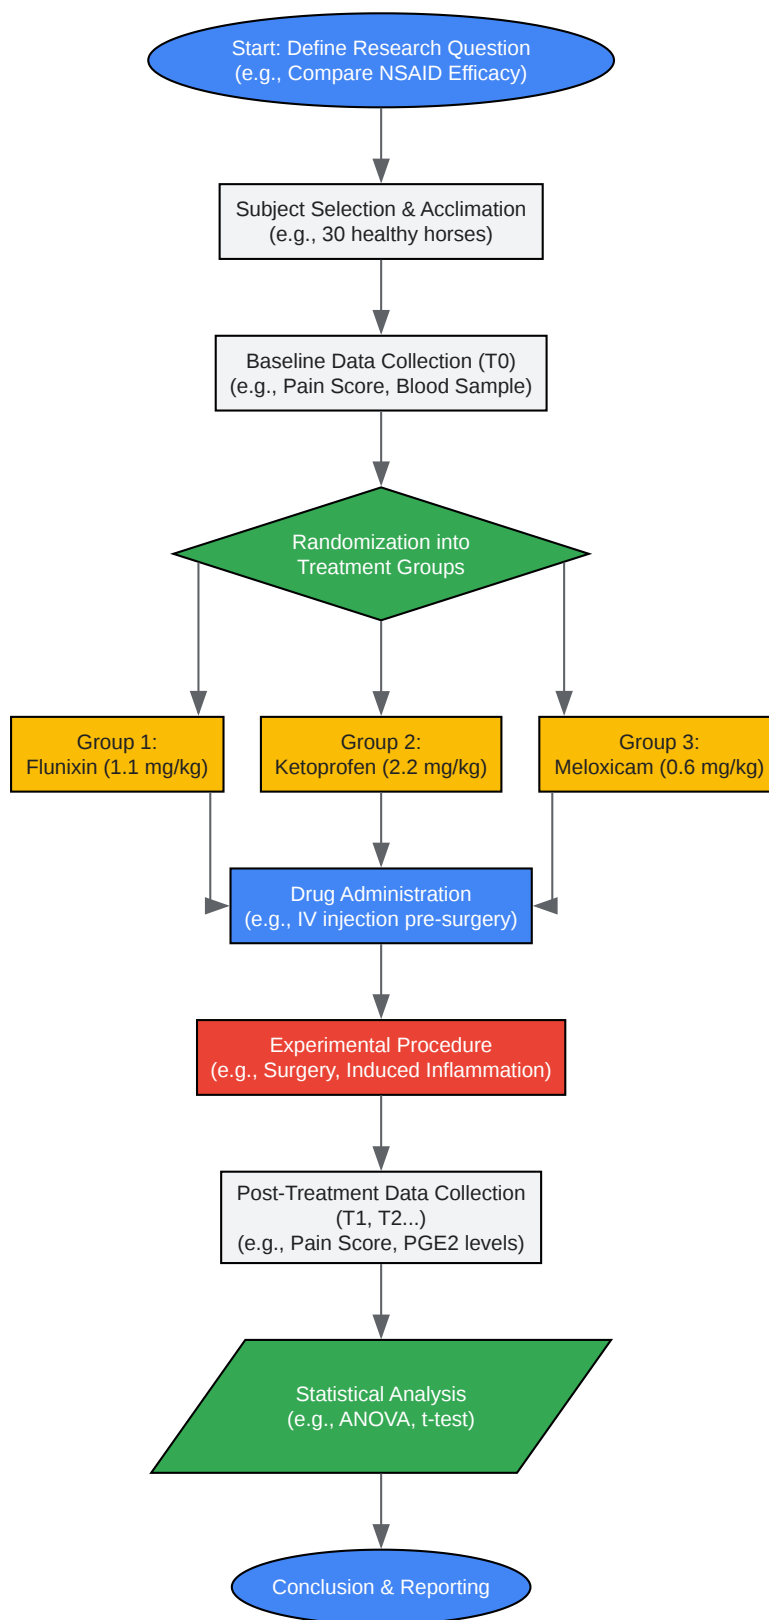 Start: Define Research Question
(e.g., Compare NSAID Efficacy)
Subject Selection & Acclimation
(e.g., 30 healthy horses)
Baseline Data Collection (T0)
(e.g., Pain Score, Blood Sample)
Randomization into
Treatment Groups
Group 1:
Flunixin (1.1 mg/kg)
Group 2:
Ketoprofen (2.2 mg/kg)
Group 3:
Meloxicam (0.6 mg/kg)
Drug Administration
(e.g., IV injection pre-surgery)
Experimental Procedure
(e.g., Surgery, Induced Inflammation)
Post-Treatment Data Collection
(T1, T2...)
(e.g., Pain Score, PGE2 levels)
Statistical Analysis
(e.g., ANOVA, t-test)
Conclusion & Reporting